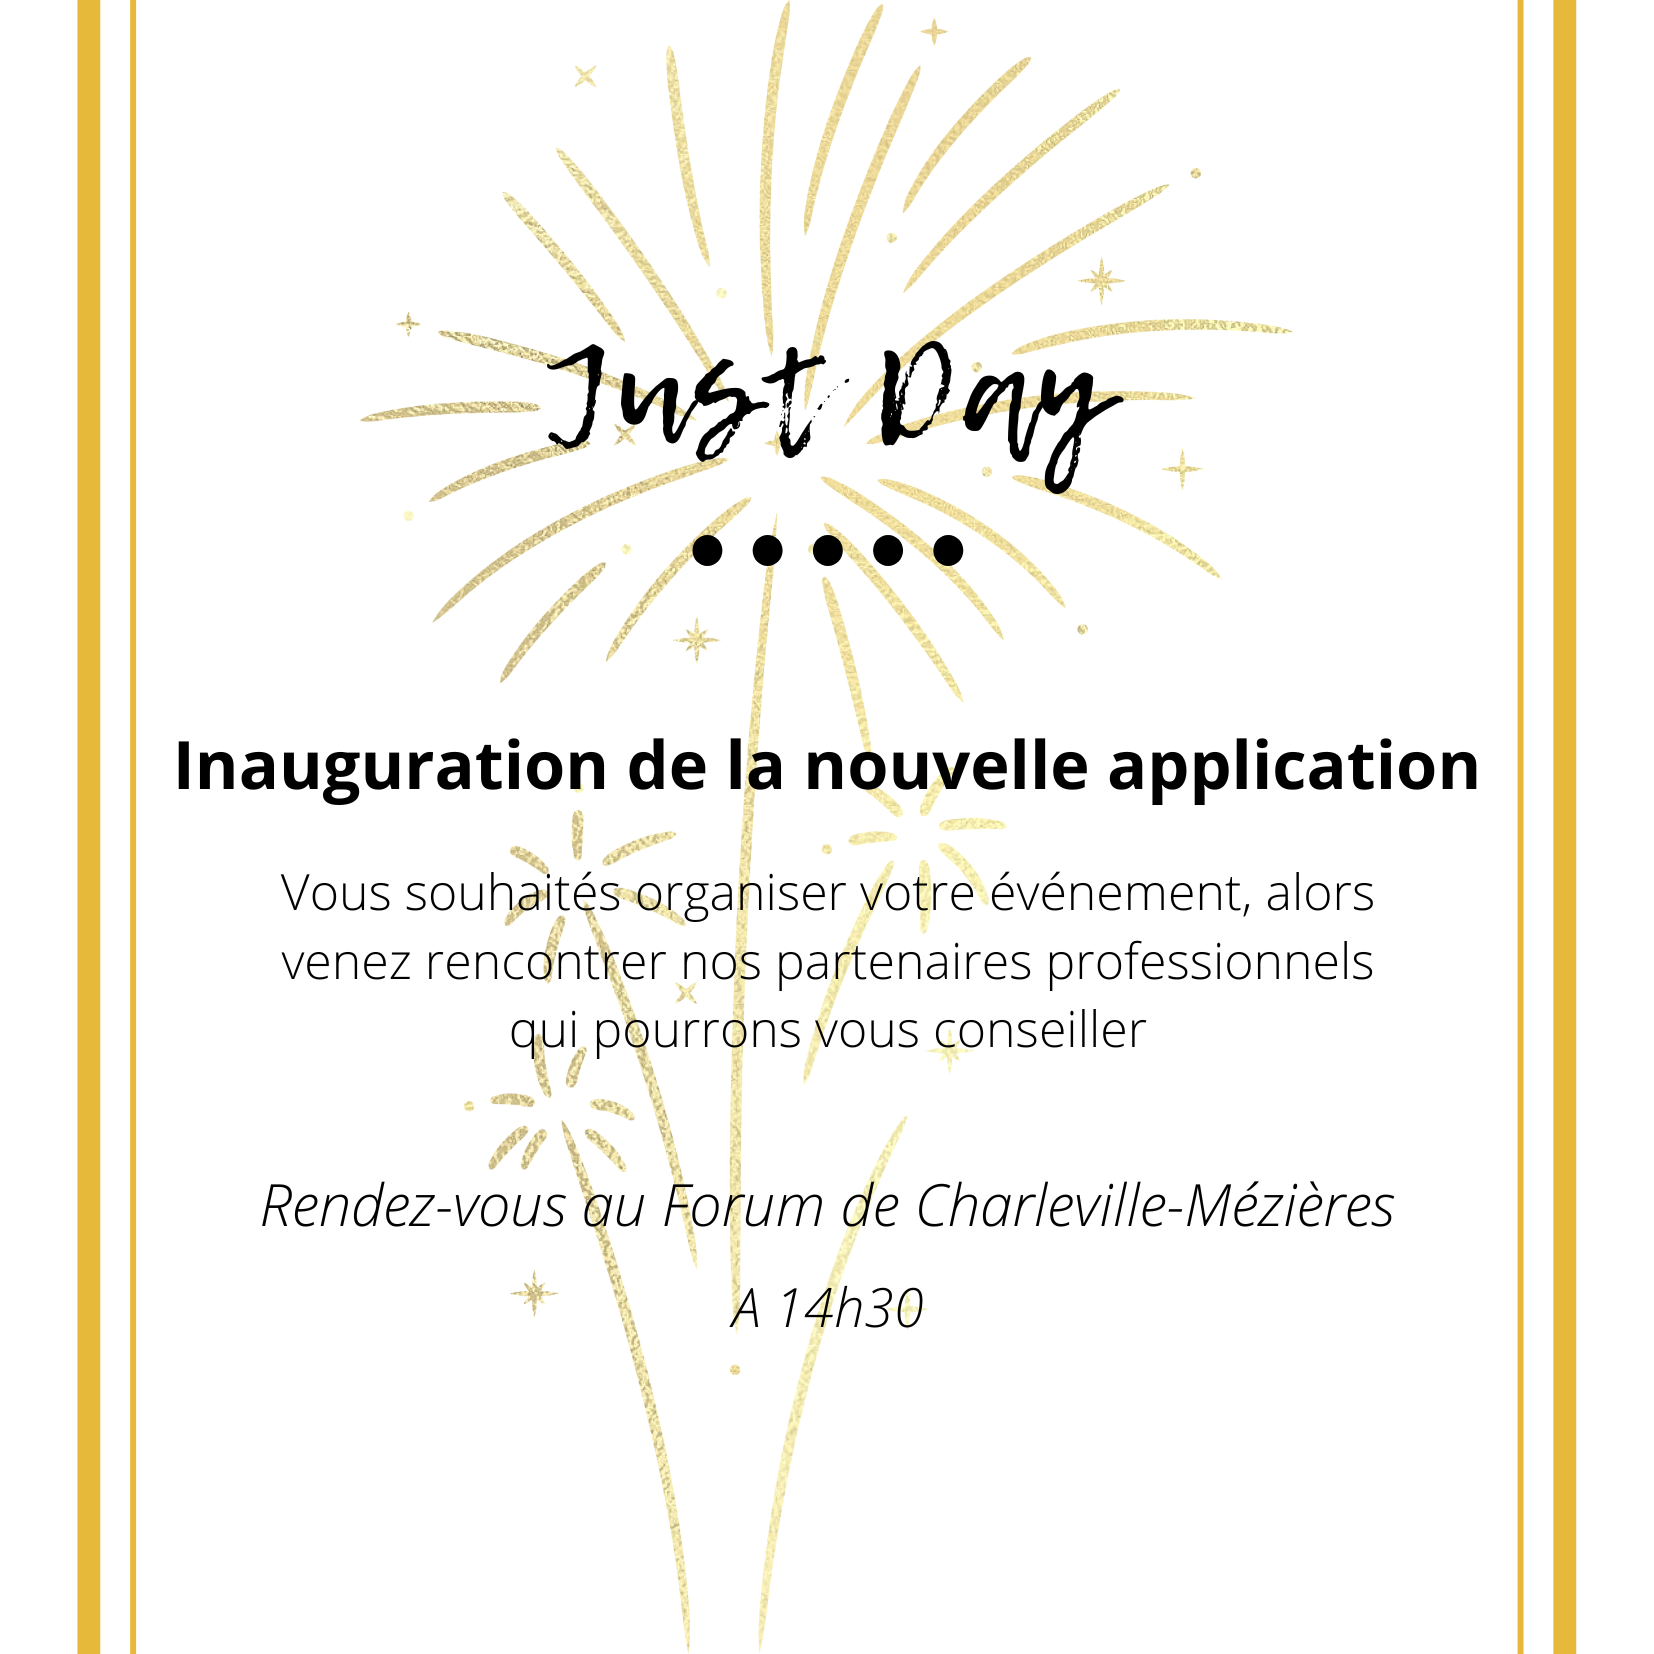 Just Day
Inauguration de la nouvelle application
Vous souhaités organiser votre événement, alors
venez rencontrer nos partenaires professionnels
qui pourrons vous conseiller
Rendez-vous au Forum de Charleville-Mézières
A 14h30